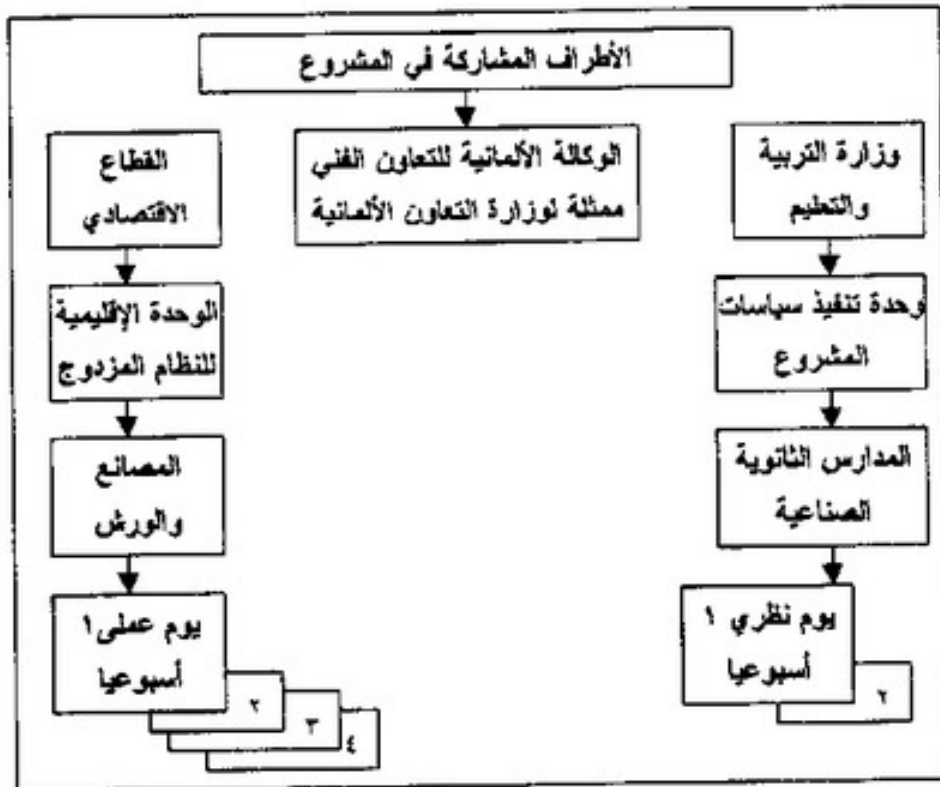 الأطراف المشاركة في المشروع
وزارة التربية
والتعليم
الوكالة الألمانية للتعاون الفني
ممثلة لوزارة التعاون الألمانية
القطاع
الاقتصادي
وحدة تنفيذ سياسات
المشروع
الوحدة الإقليمية
للنظام المزدوج
المدارس الثانوية
الصناعية
المصانع
والورش
يوم نظري ١
أسبوعيا
٢
يوم عملى ١
أسبوعيا
٢
٣
٤